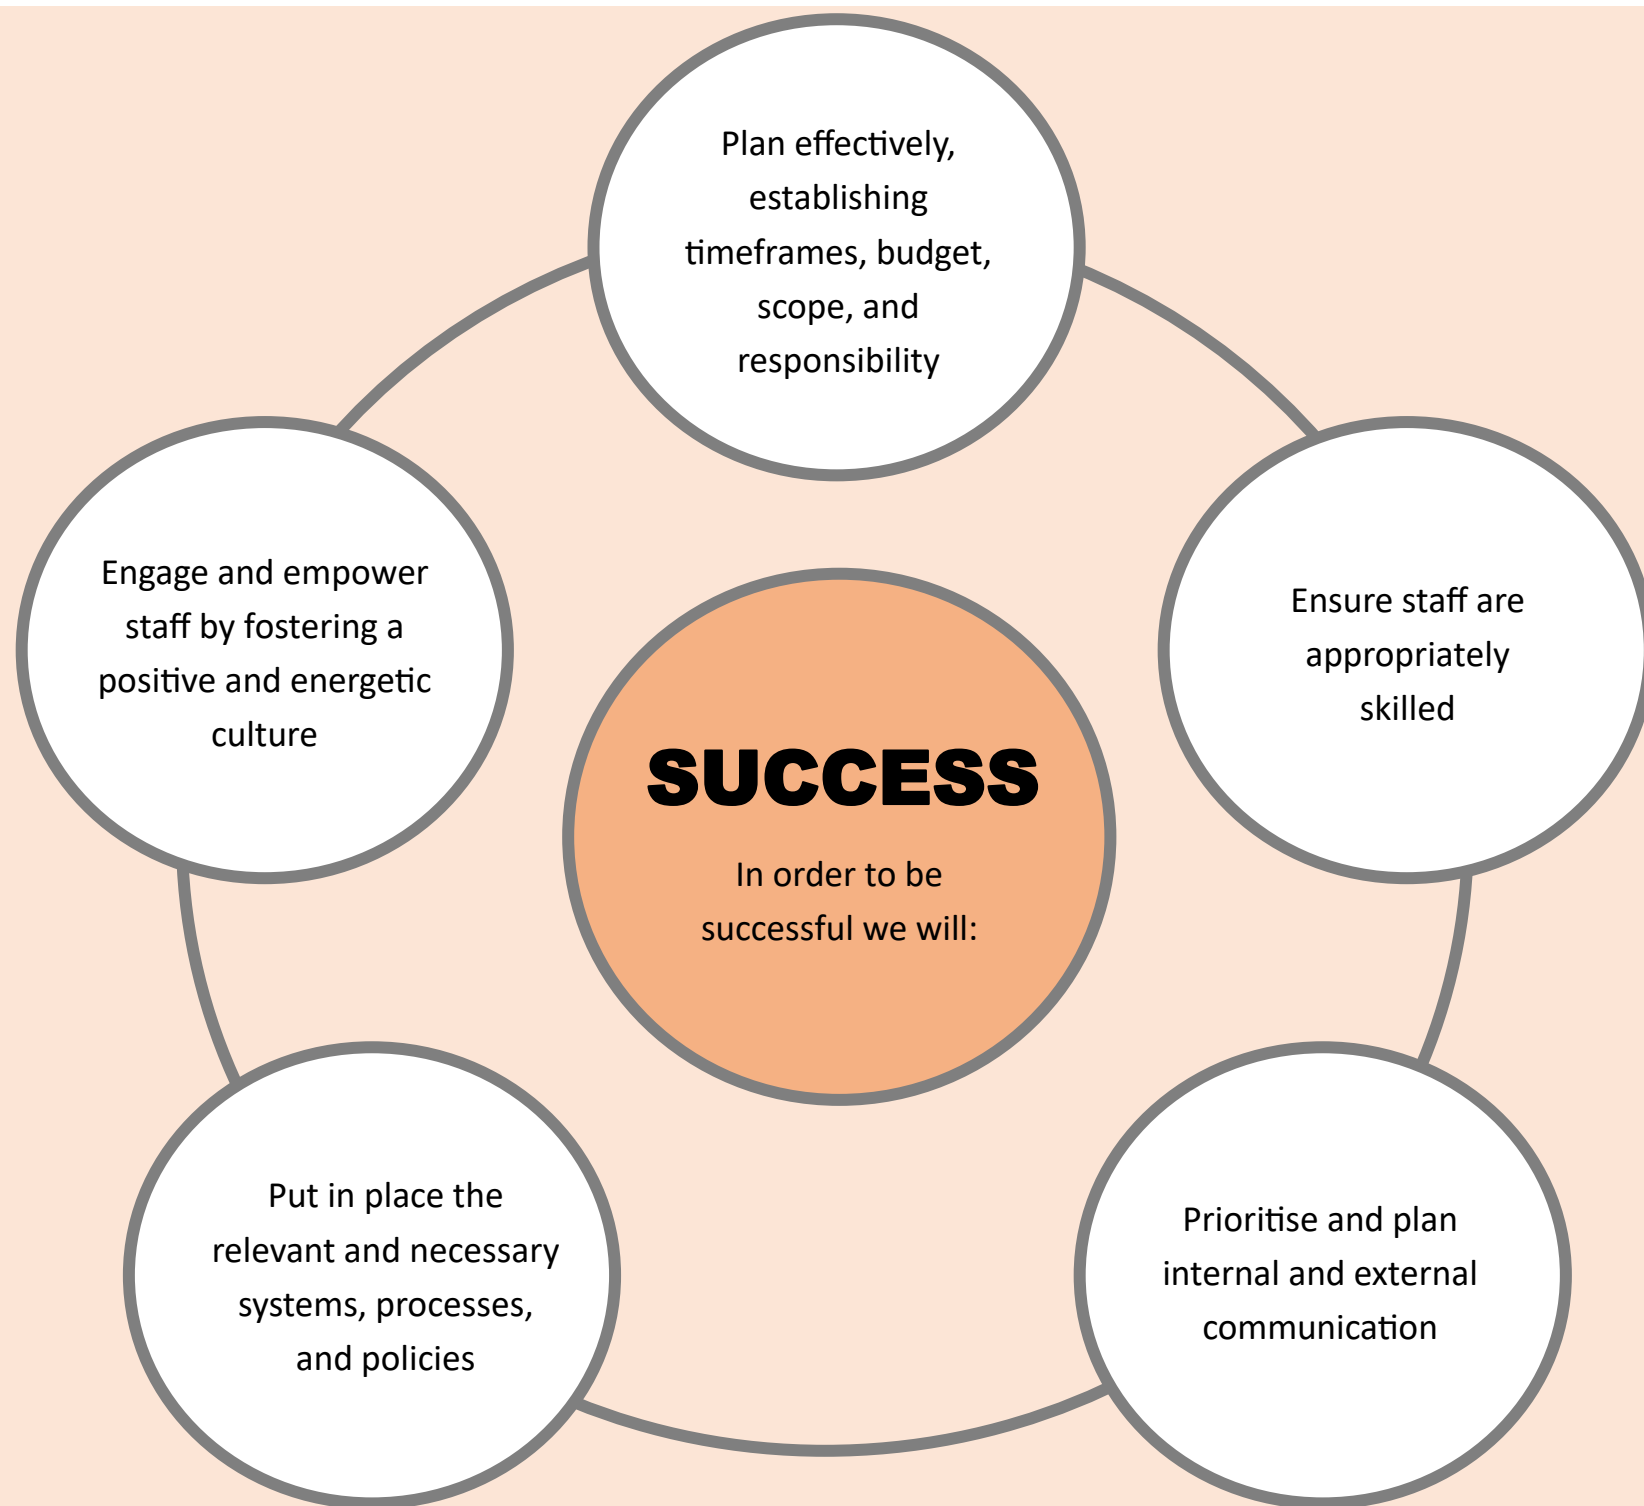 Plan effectively,
establishing
timeframes, budget,
scope, and
responsibility
Engage and empower
staff by fostering a
positive and energetic
culture
Ensure staff are
appropriately
skilled
SUCCESS
In order to be
successful we will:
Put in place the
relevant and necessary
systems, processes,
and policies
Prioritise and plan
internal and external
communication